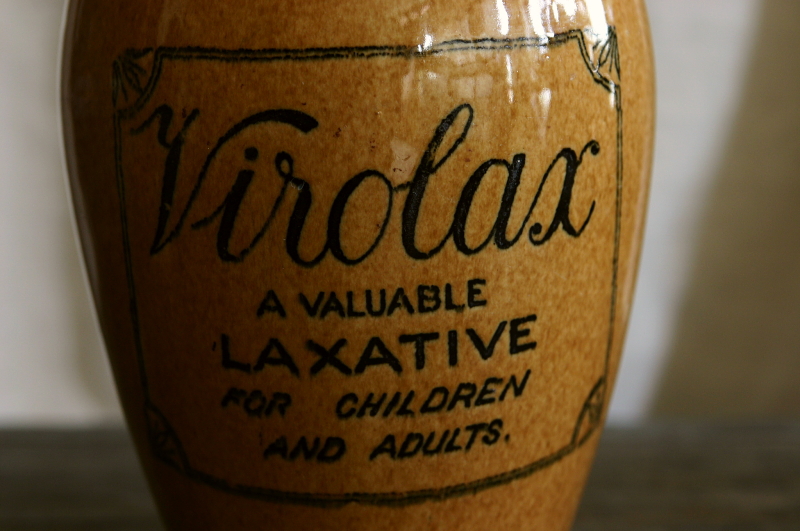 Virolax
A VALUABLE
LAXATIVE
FOR CHILDREN
AND ADULTS.